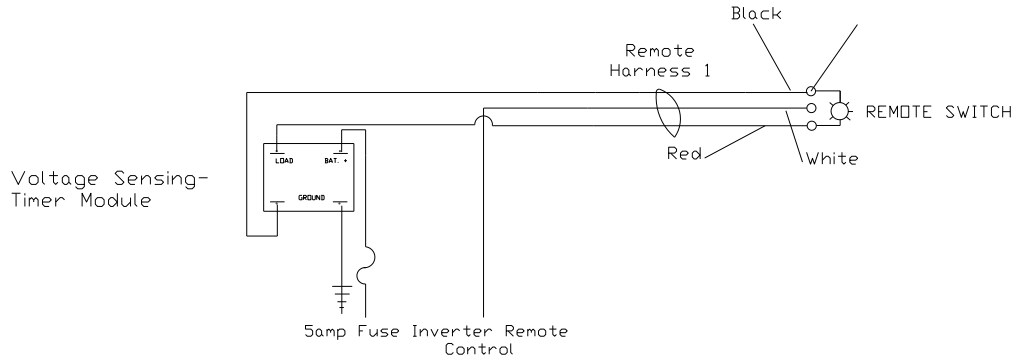 Black
Remote
Harness 1
REMOTE SWITCH
LOAD
BAT. +
Red
White
Voltage Sensing-
Timer Module
GROUND
5amp Fuse
Inverter Remote
Control